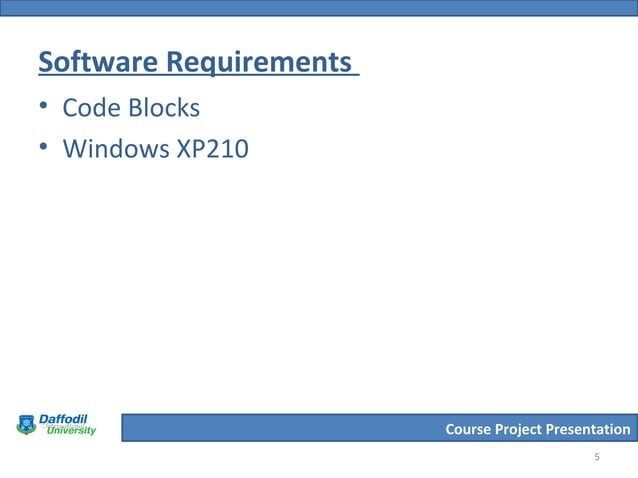 Software Requirements
• Code Blocks
• Windows XP210
Daffodil
University
Course Project Presentation
5